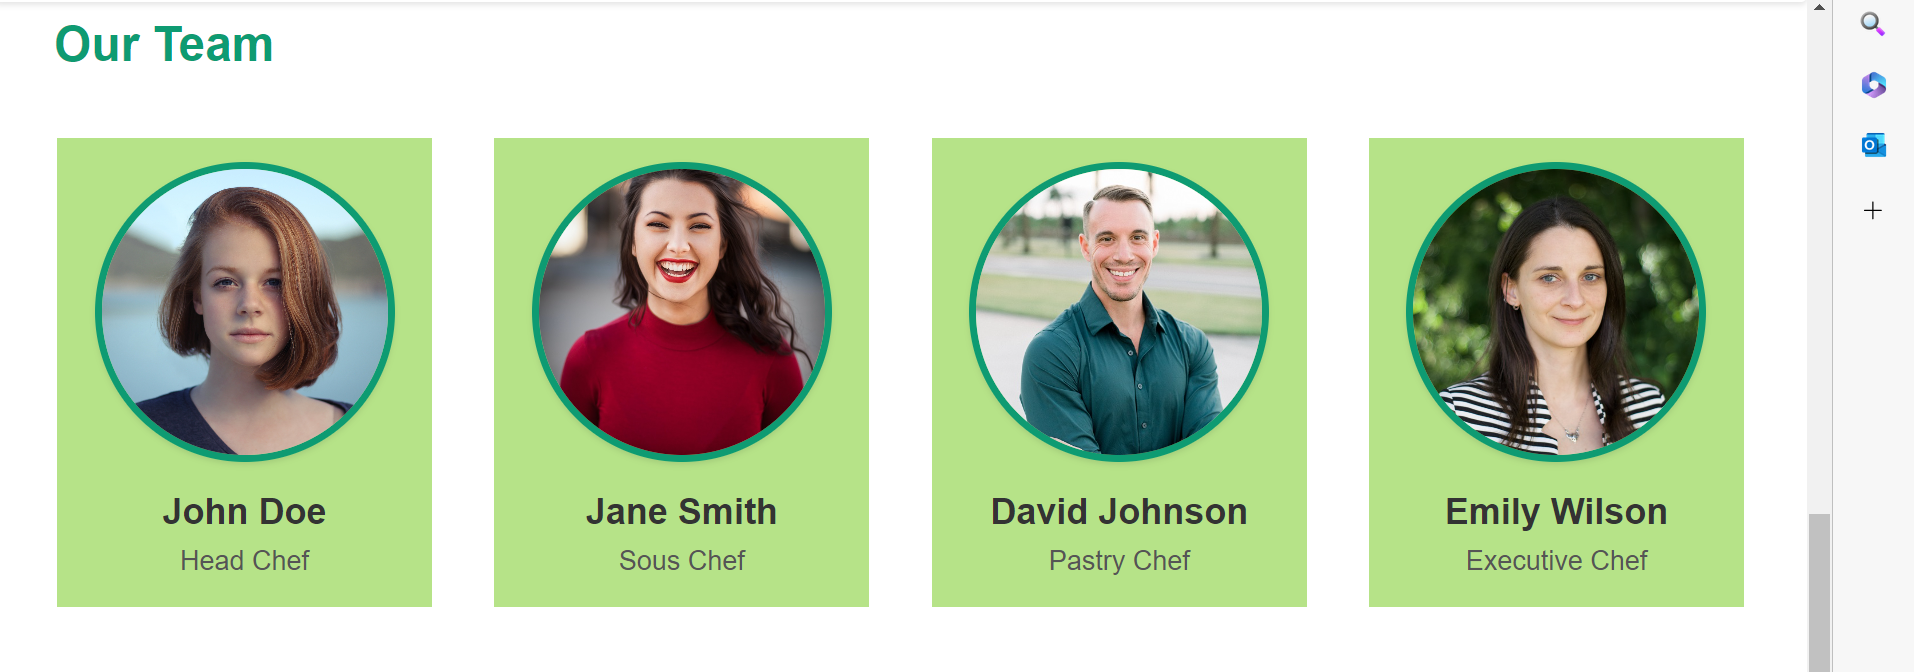 Our Team
John Doe
Head Chef
Jane Smith
Sous Chef
David Johnson
Pastry Chef
Emily Wilson
Executive Chef